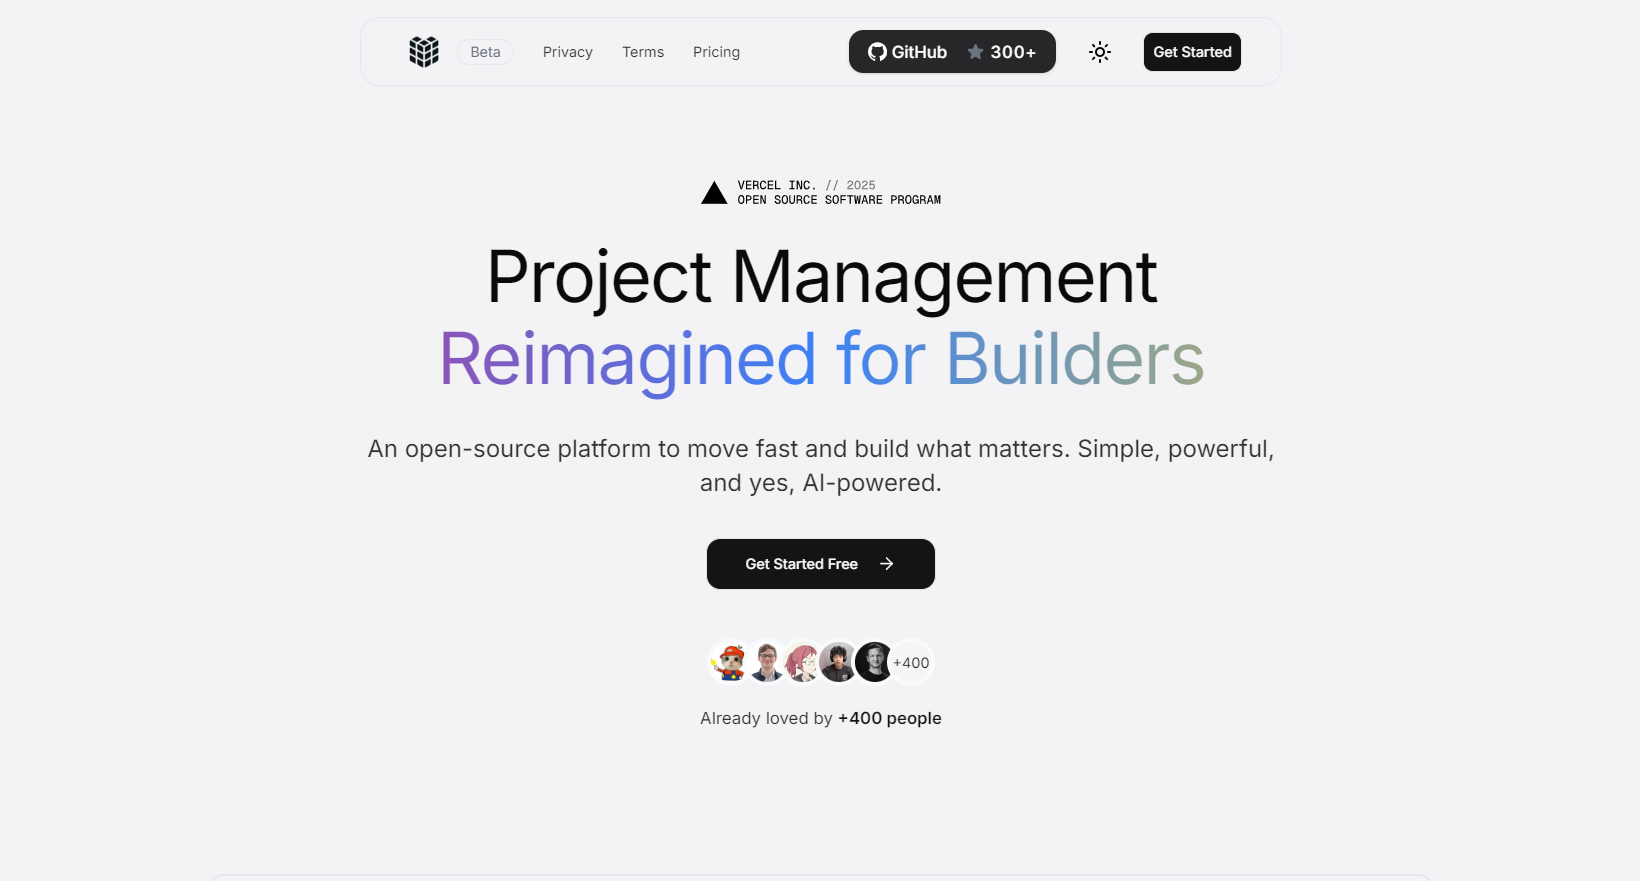 Beta
Privacy
Terms
Pricing
GitHub 300+
Get Started
VERCEL INC. // 2025
OPEN SOURCE SOFTWARE PROGRAM
Project Management
Reimagined for Builders
An open-source platform to move fast and build what matters. Simple, powerful,
and yes, AI-powered.
Get Started Free
+400
Already loved by +400 people